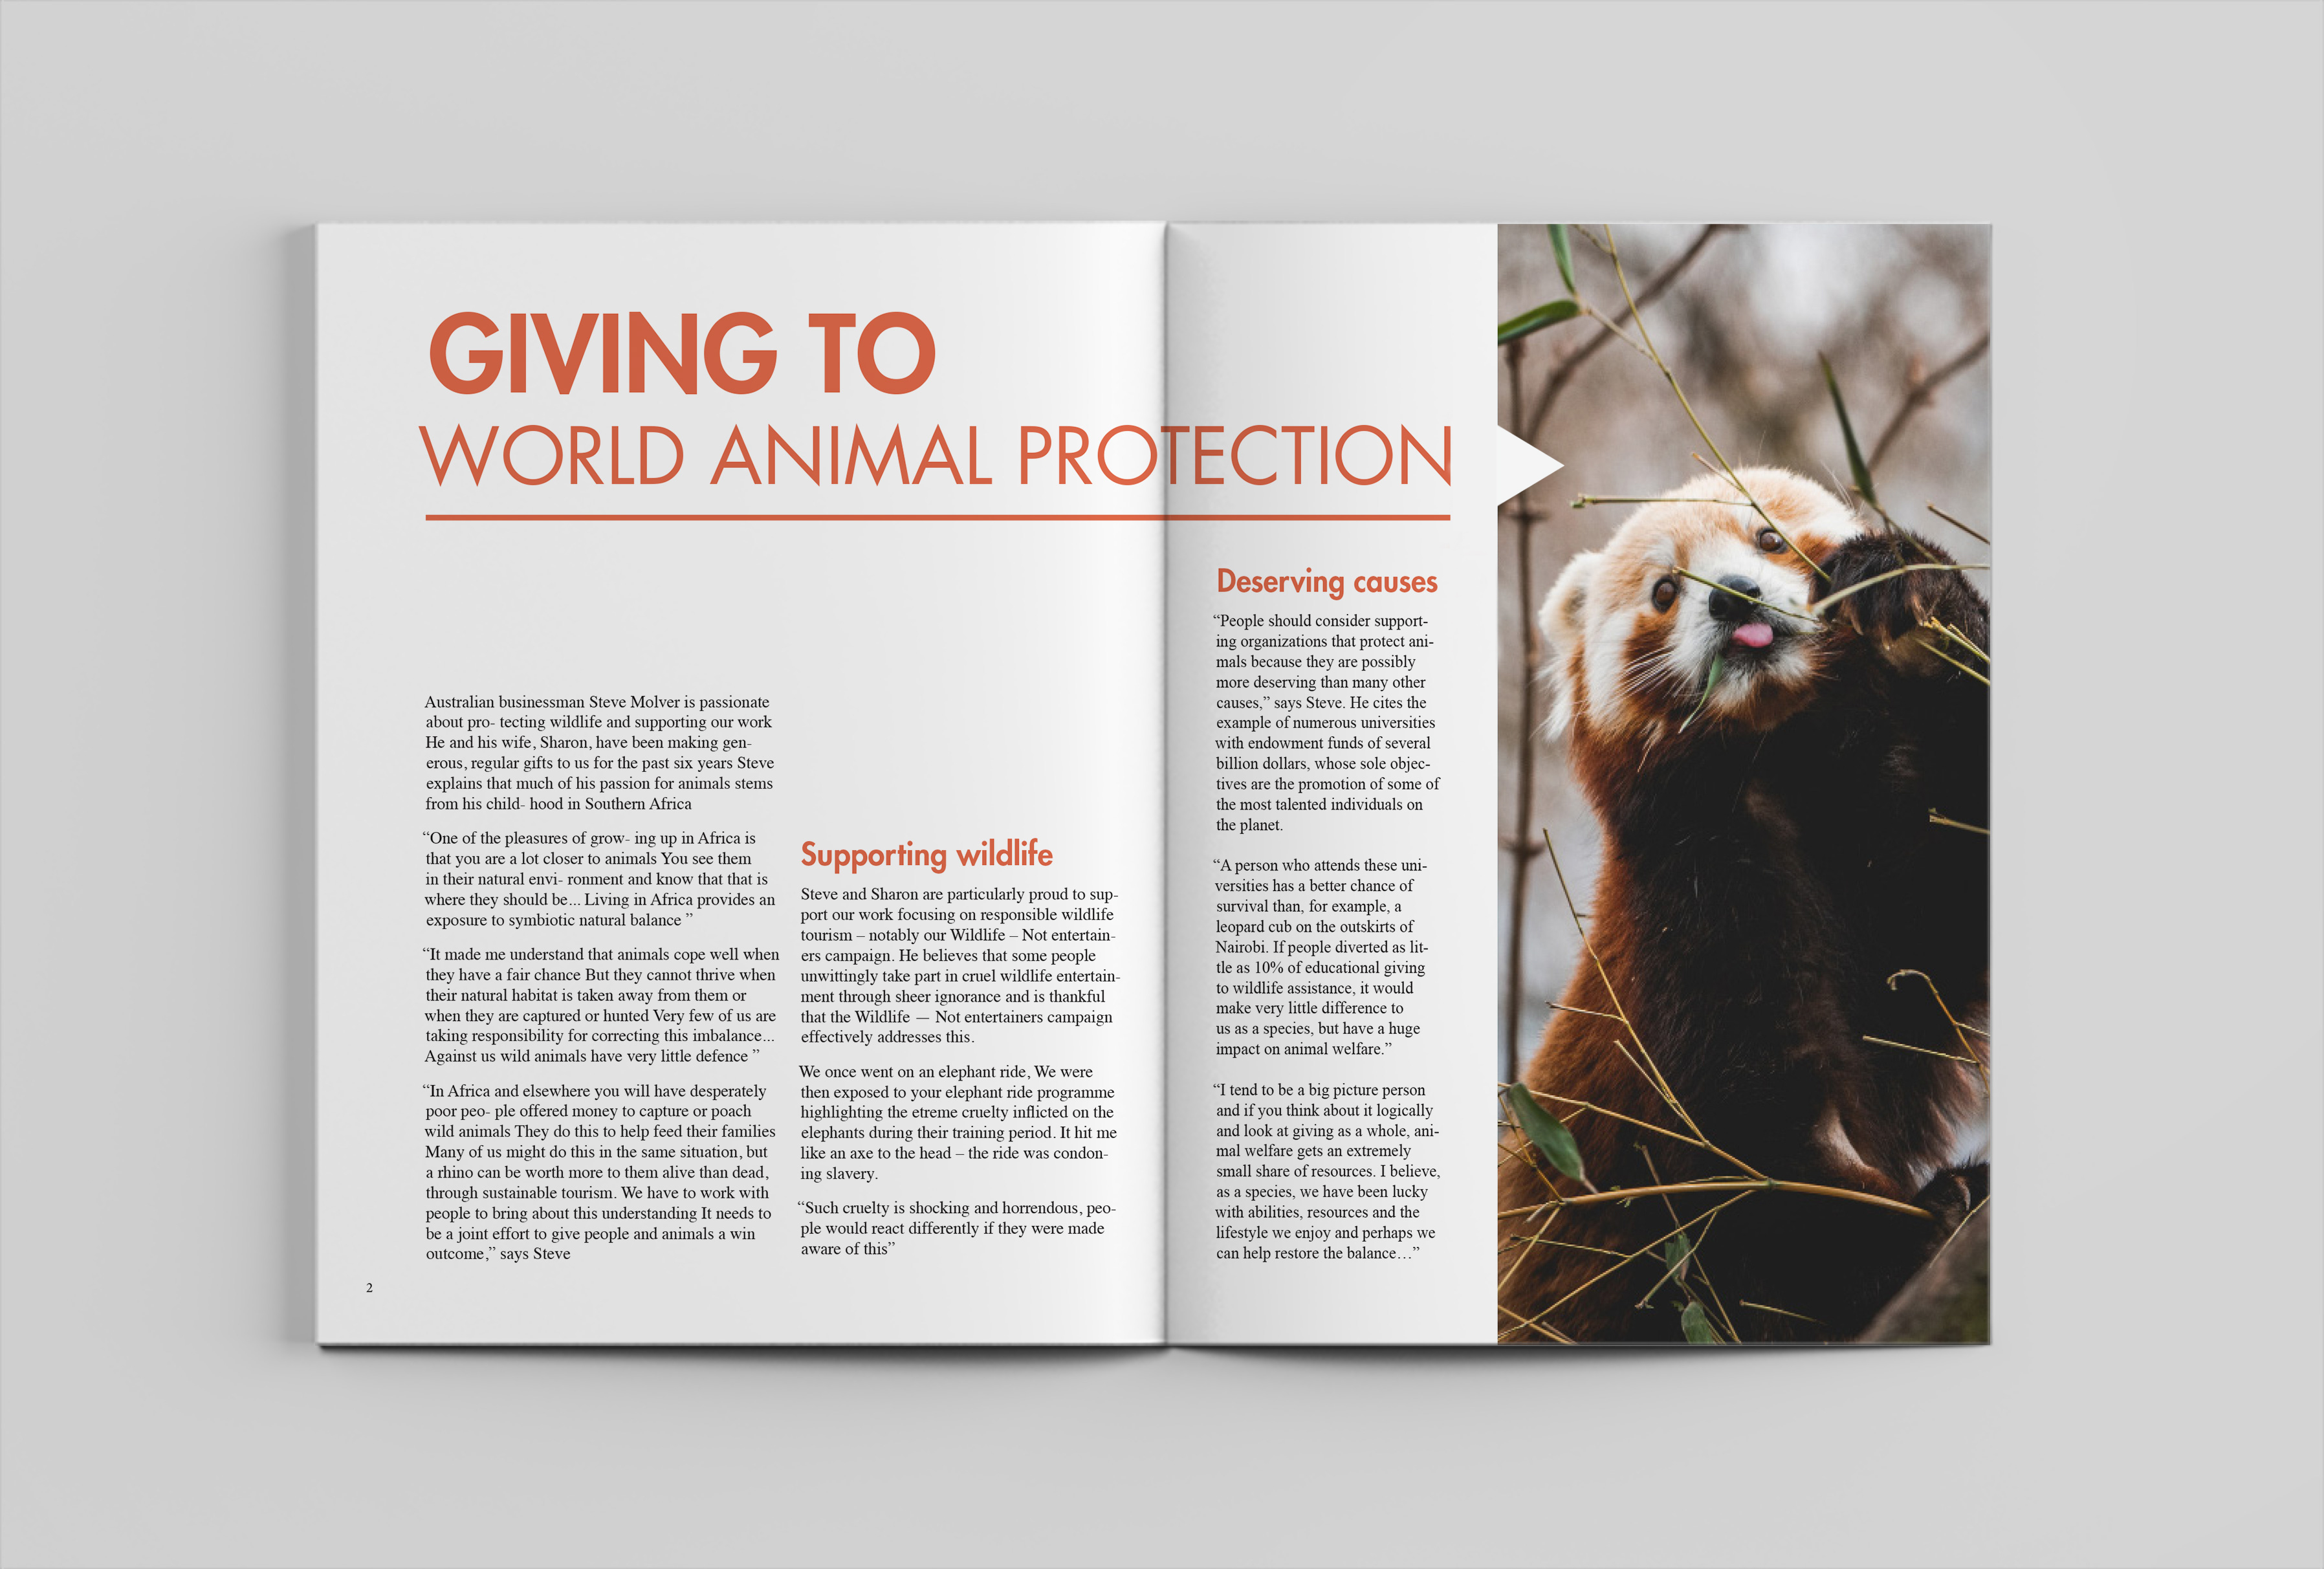 GIVING TO
WORLD ANIMAL PROTECTION
Australian businessman Steve Molver is passionate
about pro- tecting wildlife and supporting our work
He and his wife, Sharon, have been making gen-
erous, regular gifts to us for the past six years Steve
explains that much of his passion for animals stems
from his child- hood in Southern Africa
“One of the pleasures of grow- ing up in Africa is
that you are a lot closer to animals You see them
in their natural envi- ronment and know that that is
where they should be... Living in Africa provides an
exposure to symbiotic natural balance ”
“It made me understand that animals cope well when
they have a fair chance But they cannot thrive when
their natural habitat is taken away from them or
when they are captured or hunted Very few of us are
taking responsibility for correcting this imbalance...
Against us wild animals have very little defence ”
“In Africa and elsewhere you will have desperately
poor peo- ple offered money to capture or poach
wild animals They do this to help feed their families
Many of us might do this in the same situation, but
a rhino can be worth more to them alive than dead,
through sustainable tourism. We have to work with
people to bring about this understanding It needs to
be a joint effort to give people and animals a win
outcome,” says Steve
2
Supporting wildlife
Steve and Sharon are particularly proud to sup-
port our work focusing on responsible wildlife
tourism – notably our Wildlife – Not entertain-
ers campaign. He believes that some people
unwittingly take part in cruel wildlife entertain-
ment through sheer ignorance and is thankful
that the Wildlife — Not entertainers campaign
effectively addresses this.
We once went on an elephant ride, We were
then exposed to your elephant ride programme
highlighting the etreme cruelty inflicted on the
elephants during their training period. It hit me
like an axe to the head – the ride was condon-
ing slavery.
“Such cruelty is shocking and horrendous, peo-
ple would react differently if they were made
aware of this”
Deserving causes
“People should consider support-
ing organizations that protect ani-
mals because they are possibly
more deserving than many other
causes,” says Steve. He cites the
example of numerous universities
with endowment funds of several
billion dollars, whose sole objec-
tives are the promotion of some of
the most talented individuals on
the planet.
“A person who attends these uni-
versities has a better chance of
survival than, for example, a
leopard cub on the outskirts of
Nairobi. If people diverted as lit-
tle as 10% of educational giving
to wildlife assistance, it would
make very little difference to
us as a species, but have a huge
impact on animal welfare.”
“I tend to be a big picture person
and if you think about it logically
and look at giving as a whole, ani-
mal welfare gets an extremely
small share of resources. I believe,
as a species, we have been lucky
with abilities, resources and the
lifestyle we enjoy and perhaps we
can help restore the balance…”